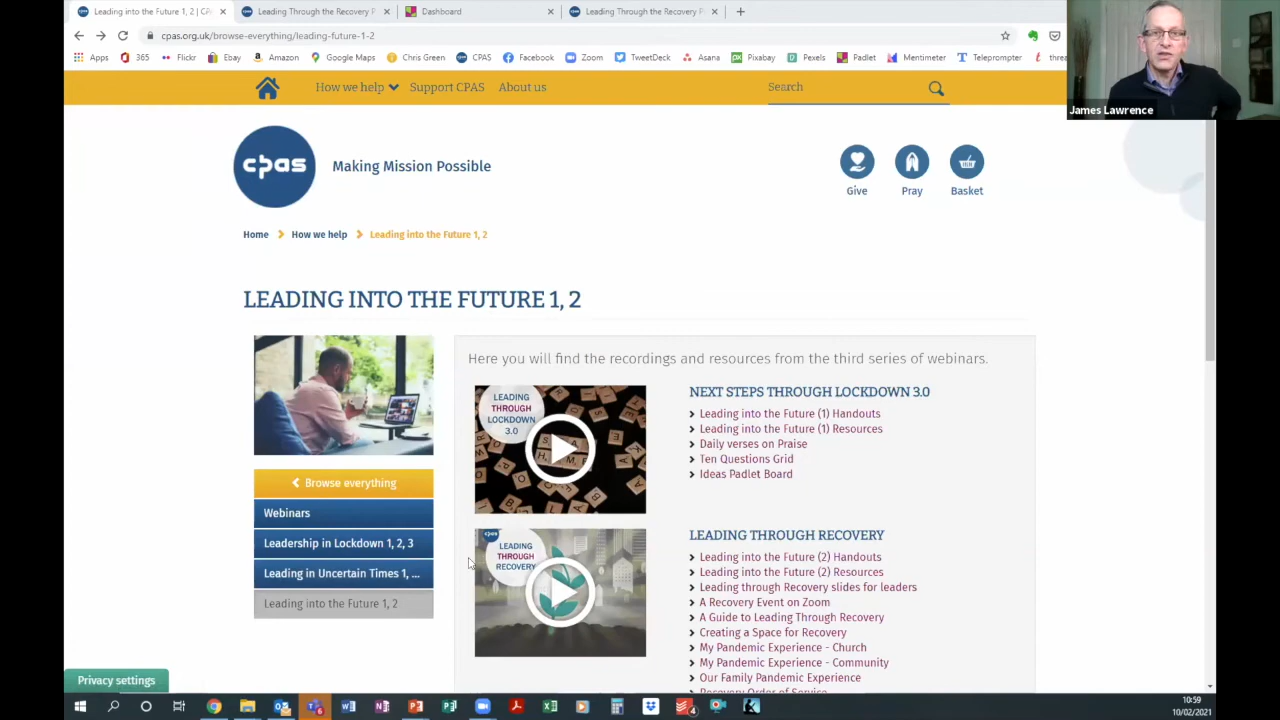 Leading into the Future 1, 2 | CPA
Leading Through the Recovery P
Dashboard
Leading Through the Recovery P
cpas.org.uk/browse-everything/leading-future-1-2
Apps
365
Flickr
Ebay
Amazon
Google Maps
Chris Green
CPAS
Facebook
Zoom
TweetDeck
Asana
Pixabay
Pexels
Padlet
Mentimeter
Teleprompter
threa
James Lawrence
How we help
Support CPAS
About us
Search
cpas
Making Mission Possible
Give
Pray
Basket
Home
How we help
Leading into the Future 1, 2
LEADING INTO THE FUTURE 1, 2
Here you will find the recordings and resources from the third series of webinars.
LEADING
THROUGH
LOCKDOWN
3.0
NEXT STEPS THROUGH LOCKDOWN 3.0
Leading into the Future (1) Handouts
Leading into the Future (1) Resources
Daily verses on Praise
Ten Questions Grid
Ideas Padlet Board
Browse everything
Webinars
Leadership in Lockdown 1, 2, 3
Leading in Uncertain Times 1, ...
Leading into the Future 1, 2
cpas
LEADING
THROUGH
RECOVERY
LEADING THROUGH RECOVERY
Leading into the Future (2) Handouts
Leading into the Future (2) Resources
Leading through Recovery slides for leaders
A Recovery Event on Zoom
A Guide to Leading Through Recovery
Creating a Space for Recovery
My Pandemic Experience - Church
My Pandemic Experience - Community
Our Family Pandemic Experience
Recovery Order of Service
Privacy settings
10:59
10/02/2021